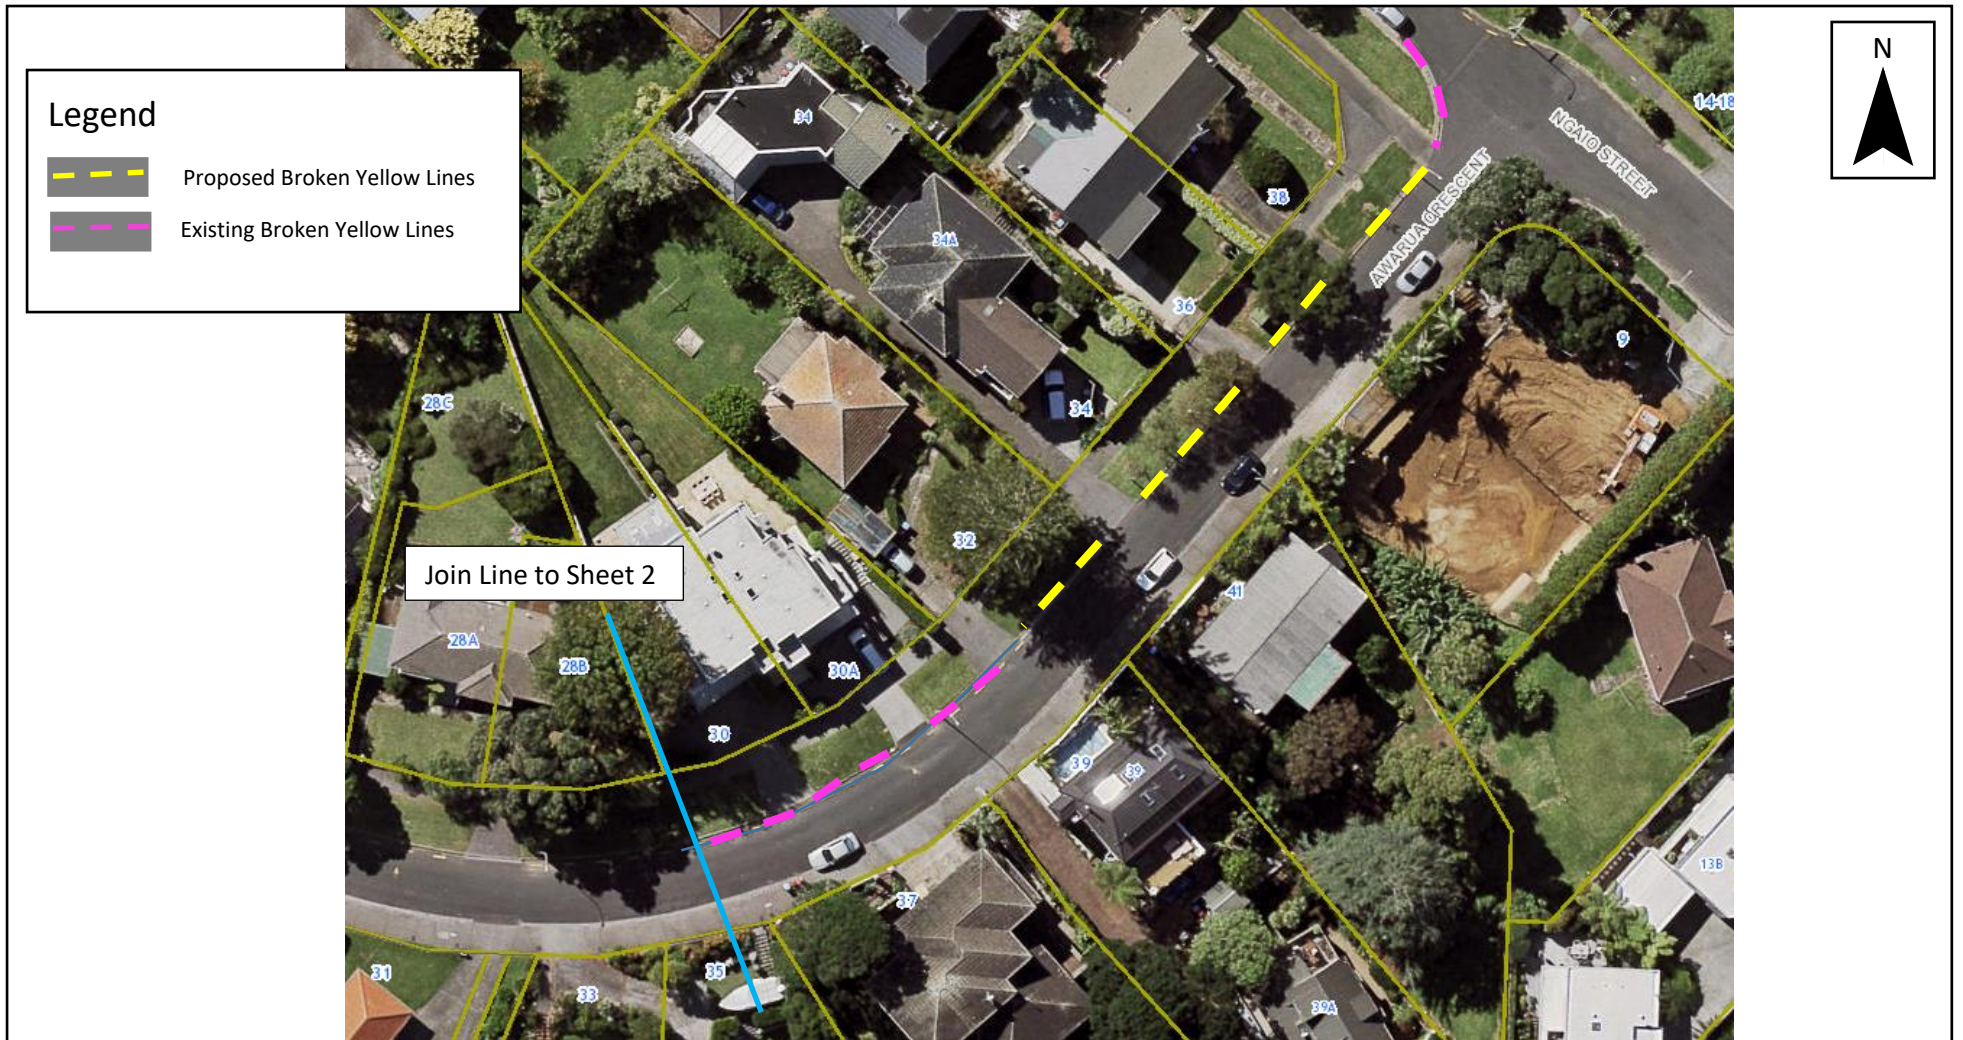 Legend
Proposed Broken Yellow Lines
Existing Broken Yellow Lines
N
14-18
NGAIO STREET
AWARUA CRESCENT
34
38
34A
36
9
28C
34
32
Join Line to Sheet 2
41
28A
28B
30A
30
39
39
13B
37
31
35
33
39A